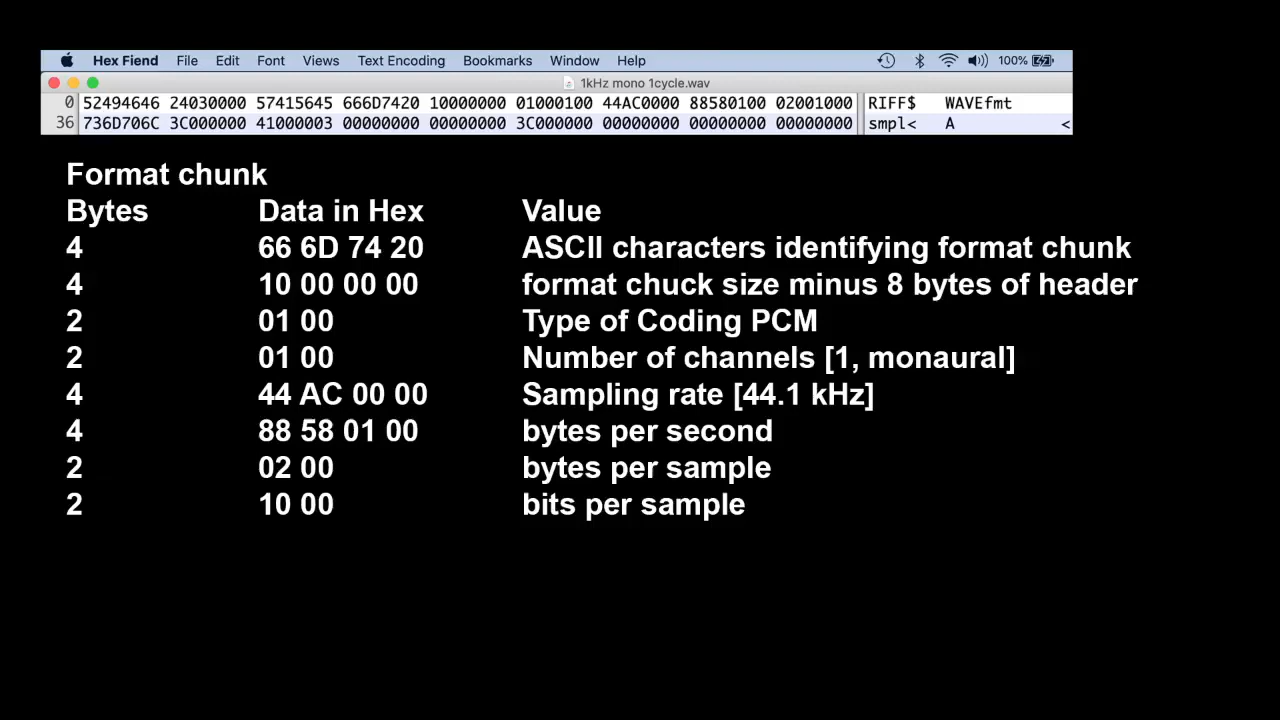 Hex Fiend File Edit Font Views Text Encoding Bookmarks Window Help 100%
1kHz mono 1cycle.wav
0 52494646 24030000 57415645 666D7420 10000000 01000100 44AC0000 88580100 02001000 RIFF$ WAVEfmt
36 736D706C 3C000000 41000003 00000000 00000000 3C000000 00000000 00000000 00000000 smpl< A <
Format chunk
Bytes Data in Hex Value
4 66 6D 74 20 ASCII characters identifying format chunk
4 10 00 00 00 format chuck size minus 8 bytes of header
2 01 00 Type of Coding PCM
2 01 00 Number of channels [1, monaural]
4 44 AC 00 00 Sampling rate [44.1 kHz]
4 88 58 01 00 bytes per second
2 02 00 bytes per sample
2 10 00 bits per sample